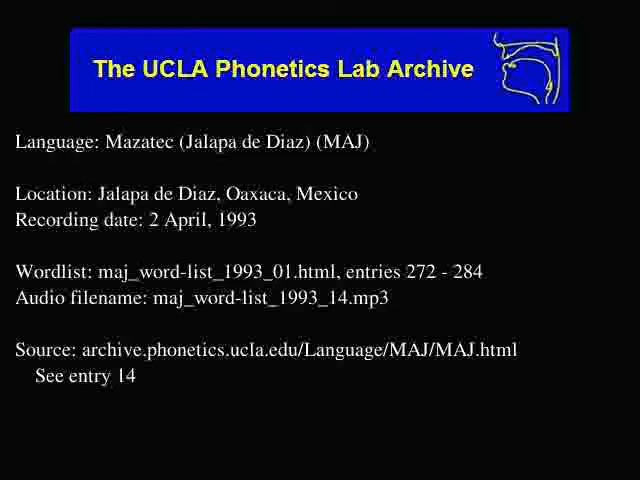 The UCLA Phonetics Lab Archive
Language: Mazatec (Jalapa de Diaz) (MAJ)
Location: Jalapa de Diaz, Oaxaca, Mexico
Recording date: 2 April, 1993
Wordlist: maj_word-list_1993_01.html, entries 272 - 284
Audio filename: maj_word-list_1993_14.mp3
Source: archive.phonetics.ucla.edu/Language/MAJ/MAJ.html
See entry 14